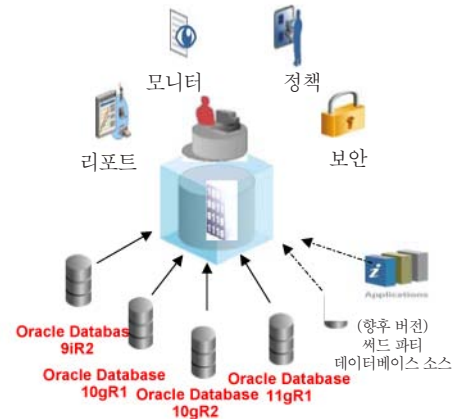 모니터
정책
리포트
보안
Applications
(향후 버전)
써드 파티
데이터베이스 소스
Oracle Databas
9iR2
Oracle Database
10gR1
Oracle Database
10gR2
Oracle Database
11gR1